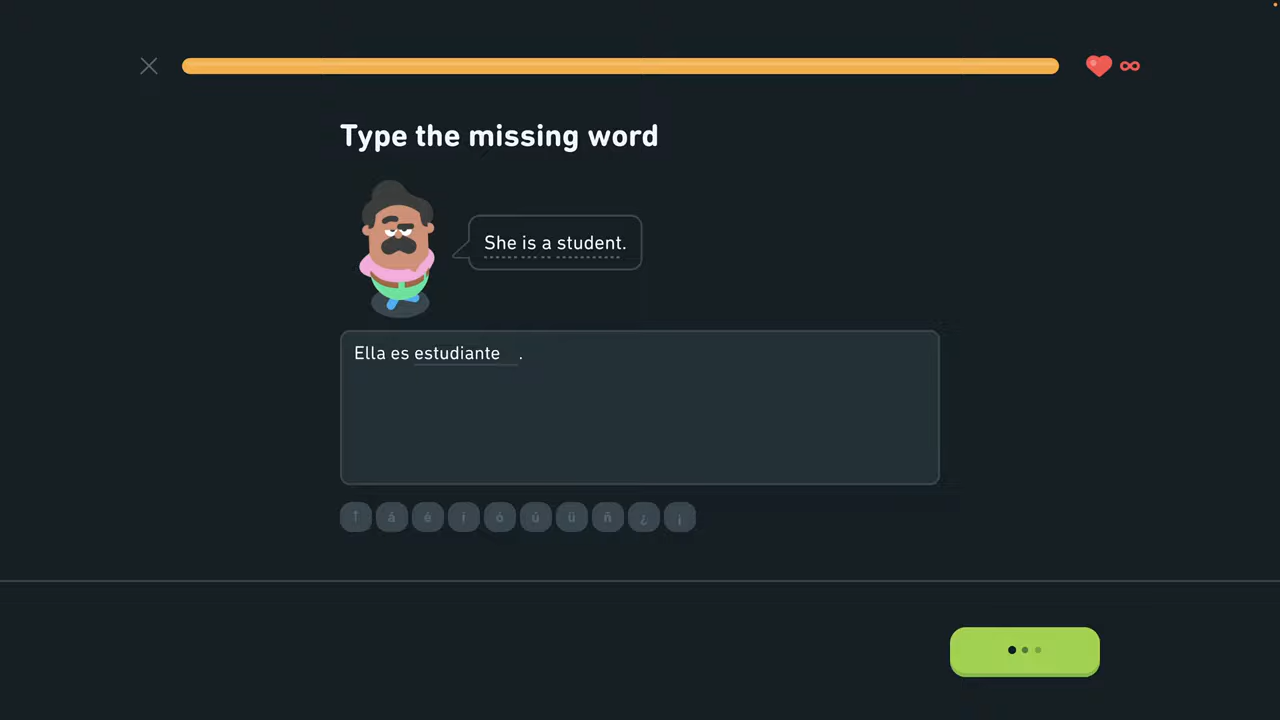 ∞
Type the missing word
She is a student.
Ella es estudiante .
↑ á é í ó ú ü ñ ¿ ¡